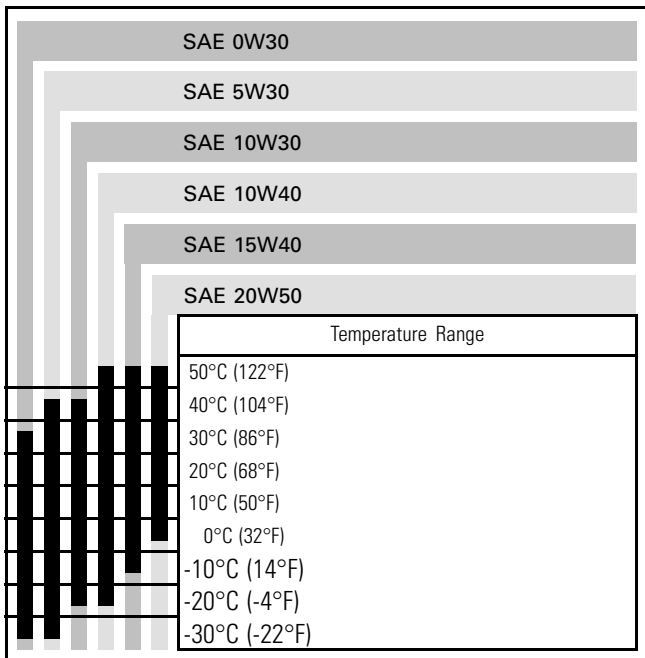 SAE 0W30
SAE 5W30
SAE 10W30
SAE 10W40
SAE 15W40
SAE 20W50
Temperature Range
50°C (122°F)
40°C (104°F)
30°C (86°F)
20°C (68°F)
10°C (50°F)
0°C (32°F)
-10°C (14°F)
-20°C (-4°F)
-30°C (-22°F)